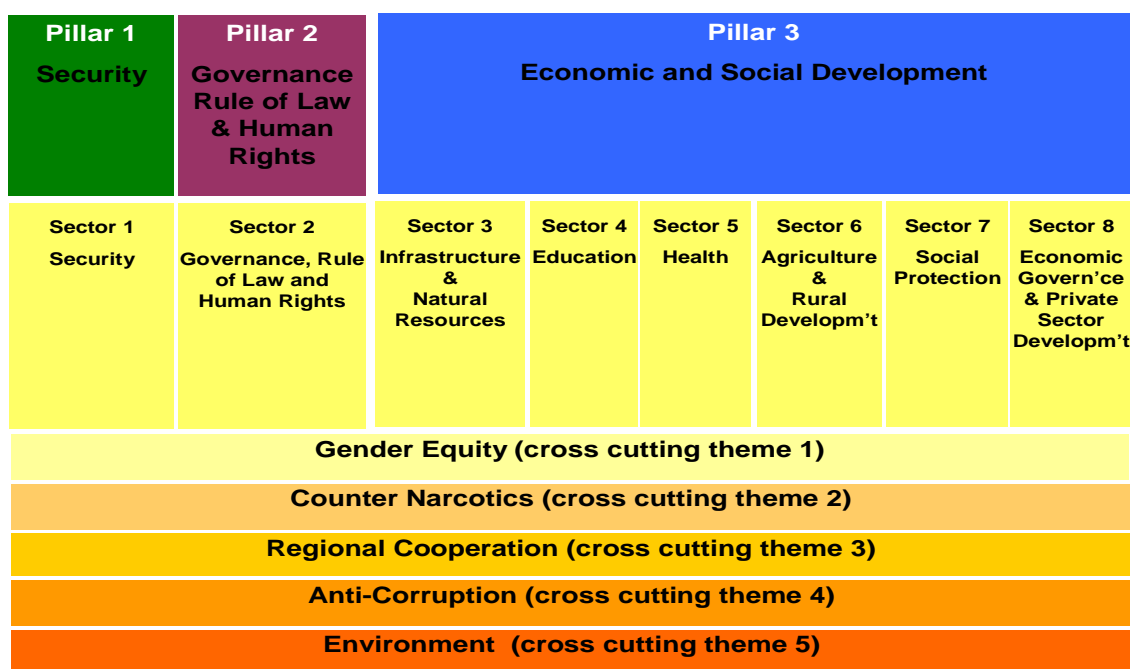 Pillar 1
Security
Pillar 2
Governance
Rule of Law
& Human
Rights
Pillar 3
Economic and Social Development
Sector 1
Security
Sector 2
Governance, Rule
of Law and
Human Rights
Sector 3
Infrastructure
&
Natural
Resources
Sector 4
Education
Sector 5
Health
Sector 6
Agriculture
&
Rural
Developm't
Sector 7
Social
Protection
Sector 8
Economic
Govern'ce
& Private
Sector
Developm't
Gender Equity (cross cutting theme 1)
Counter Narcotics (cross cutting theme 2)
Regional Cooperation (cross cutting theme 3)
Anti-Corruption (cross cutting theme 4)
Environment (cross cutting theme 5)